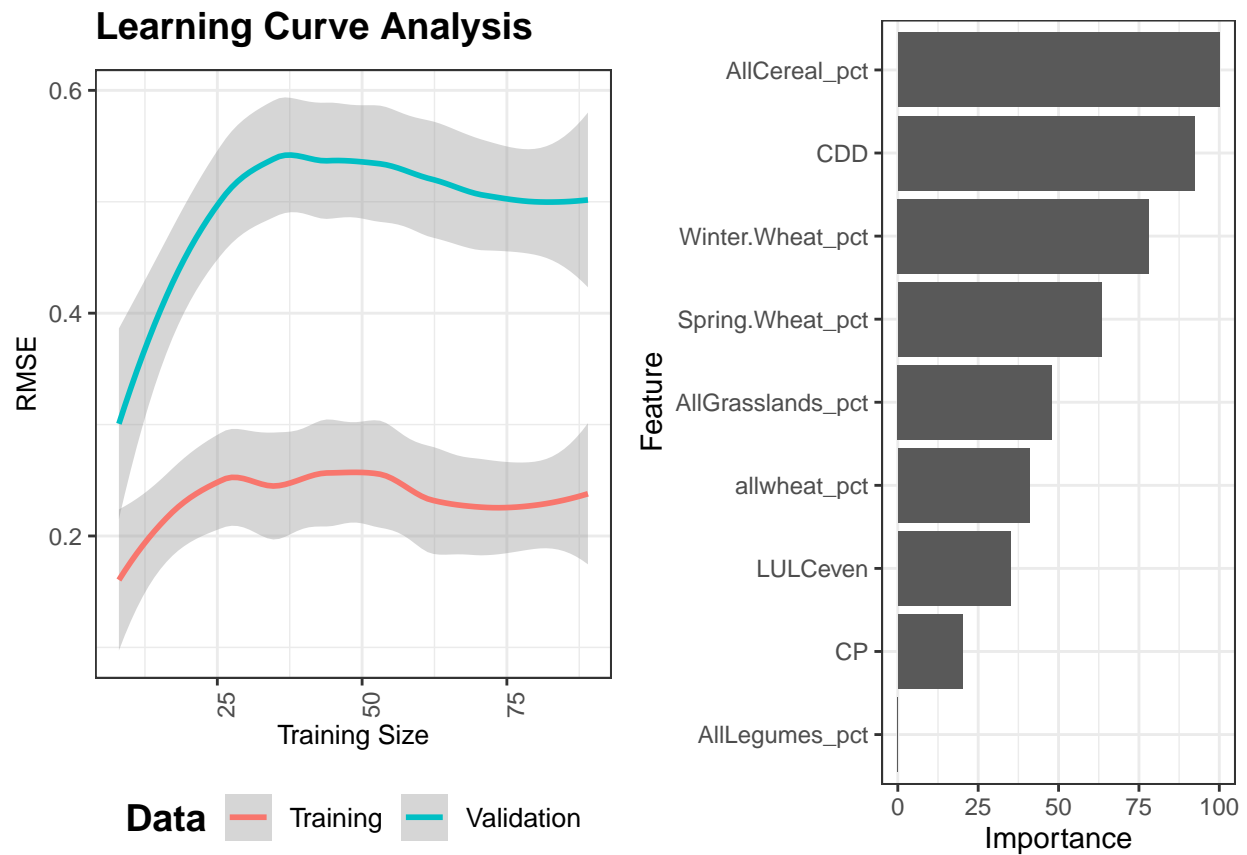 Learning Curve Analysis
0.6
0.4
0.2
RMSE
25
50
75
Training Size
Data Training Validation
AllCereal_pct
CDD
Winter.Wheat_pct
Spring.Wheat_pct
AllGrasslands_pct
allwheat_pct
LULCeven
CP
AllLegumes_pct
Feature
0 25 50 75 100
Importance